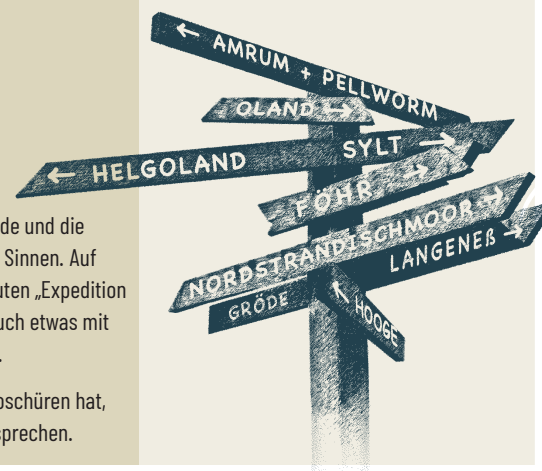 ← AMRUM + PELLWORM
OLAND →
SYLT →
← HELGOLAND
FÖHR →
NORDSTRANDISCHMOOR →
LANGENEß →
GRÖDE
← HOOGE
de und die
Sinnen. Auf
uten „Expedition
uch etwas mit
oschüren hat,
sprechen.